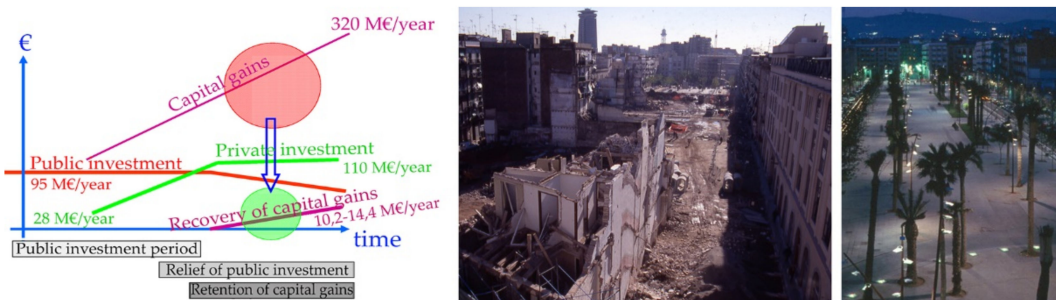 €
320 M€/year
Capital gains
Public investment
95 M€/year
Private investment
110 M€/year
28 M€/year
Recovery of capital gains
10,2-14,4 M€/year
time
Public investment period
Relief of public investment
Retention of capital gains